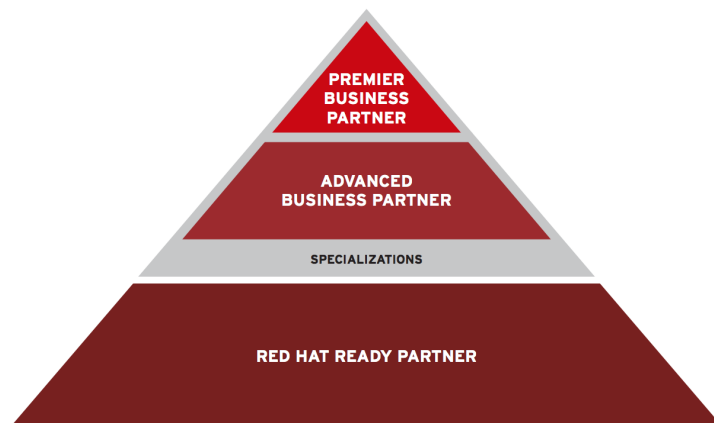 PREMIER
BUSINESS
PARTNER
ADVANCED
BUSINESS PARTNER
SPECIALIZATIONS
RED HAT READY PARTNER